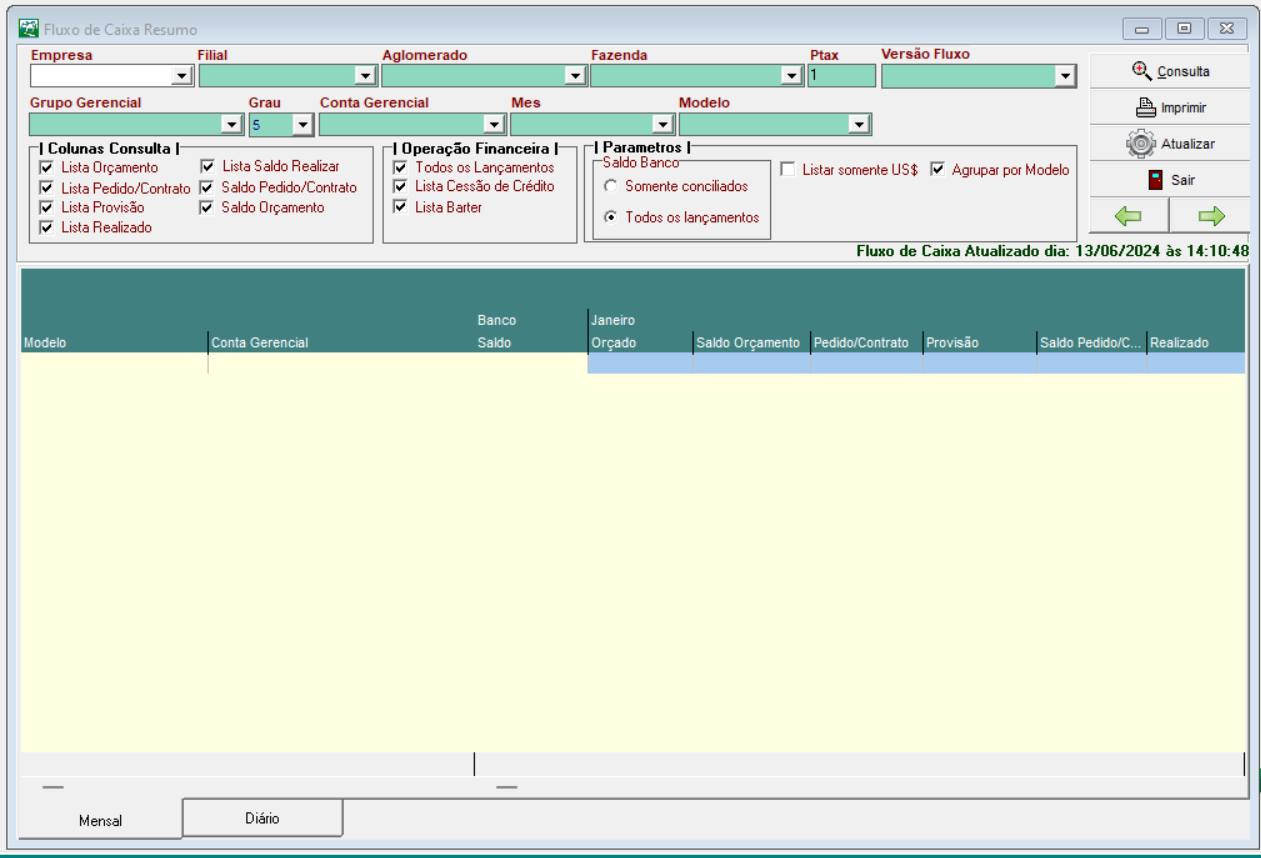 Fluxo de Caixa Resumo
Empresa Filial Aglomerado Fazenda Ptax Versão Fluxo
1
Consulta
Grupo Gerencial Grau Conta Gerencial Mes Modelo
5
Imprimir
| Colunas Consulta |
Lista Orçamento Lista Saldo Realizar
Lista Pedido/Contrato Saldo Pedido/Contrato
Lista Provisão Saldo Orçamento
Lista Realizado
| Operação Financeira |
Todos os Lançamentos
Lista Cessão de Crédito
Lista Barter
| Parametros |
Saldo Banco
Somente conciliados
Todos os lançamentos
Listar somente US$ Agrupar por Modelo
Atualizar
Sair
Fluxo de Caixa Atualizado dia: 13/06/2024 às 14:10:48
Banco Janeiro
Modelo Conta Gerencial Saldo Orçado Saldo Orçamento Pedido/Contrato Provisão Saldo Pedido/C... Realizado
Mensal Diário